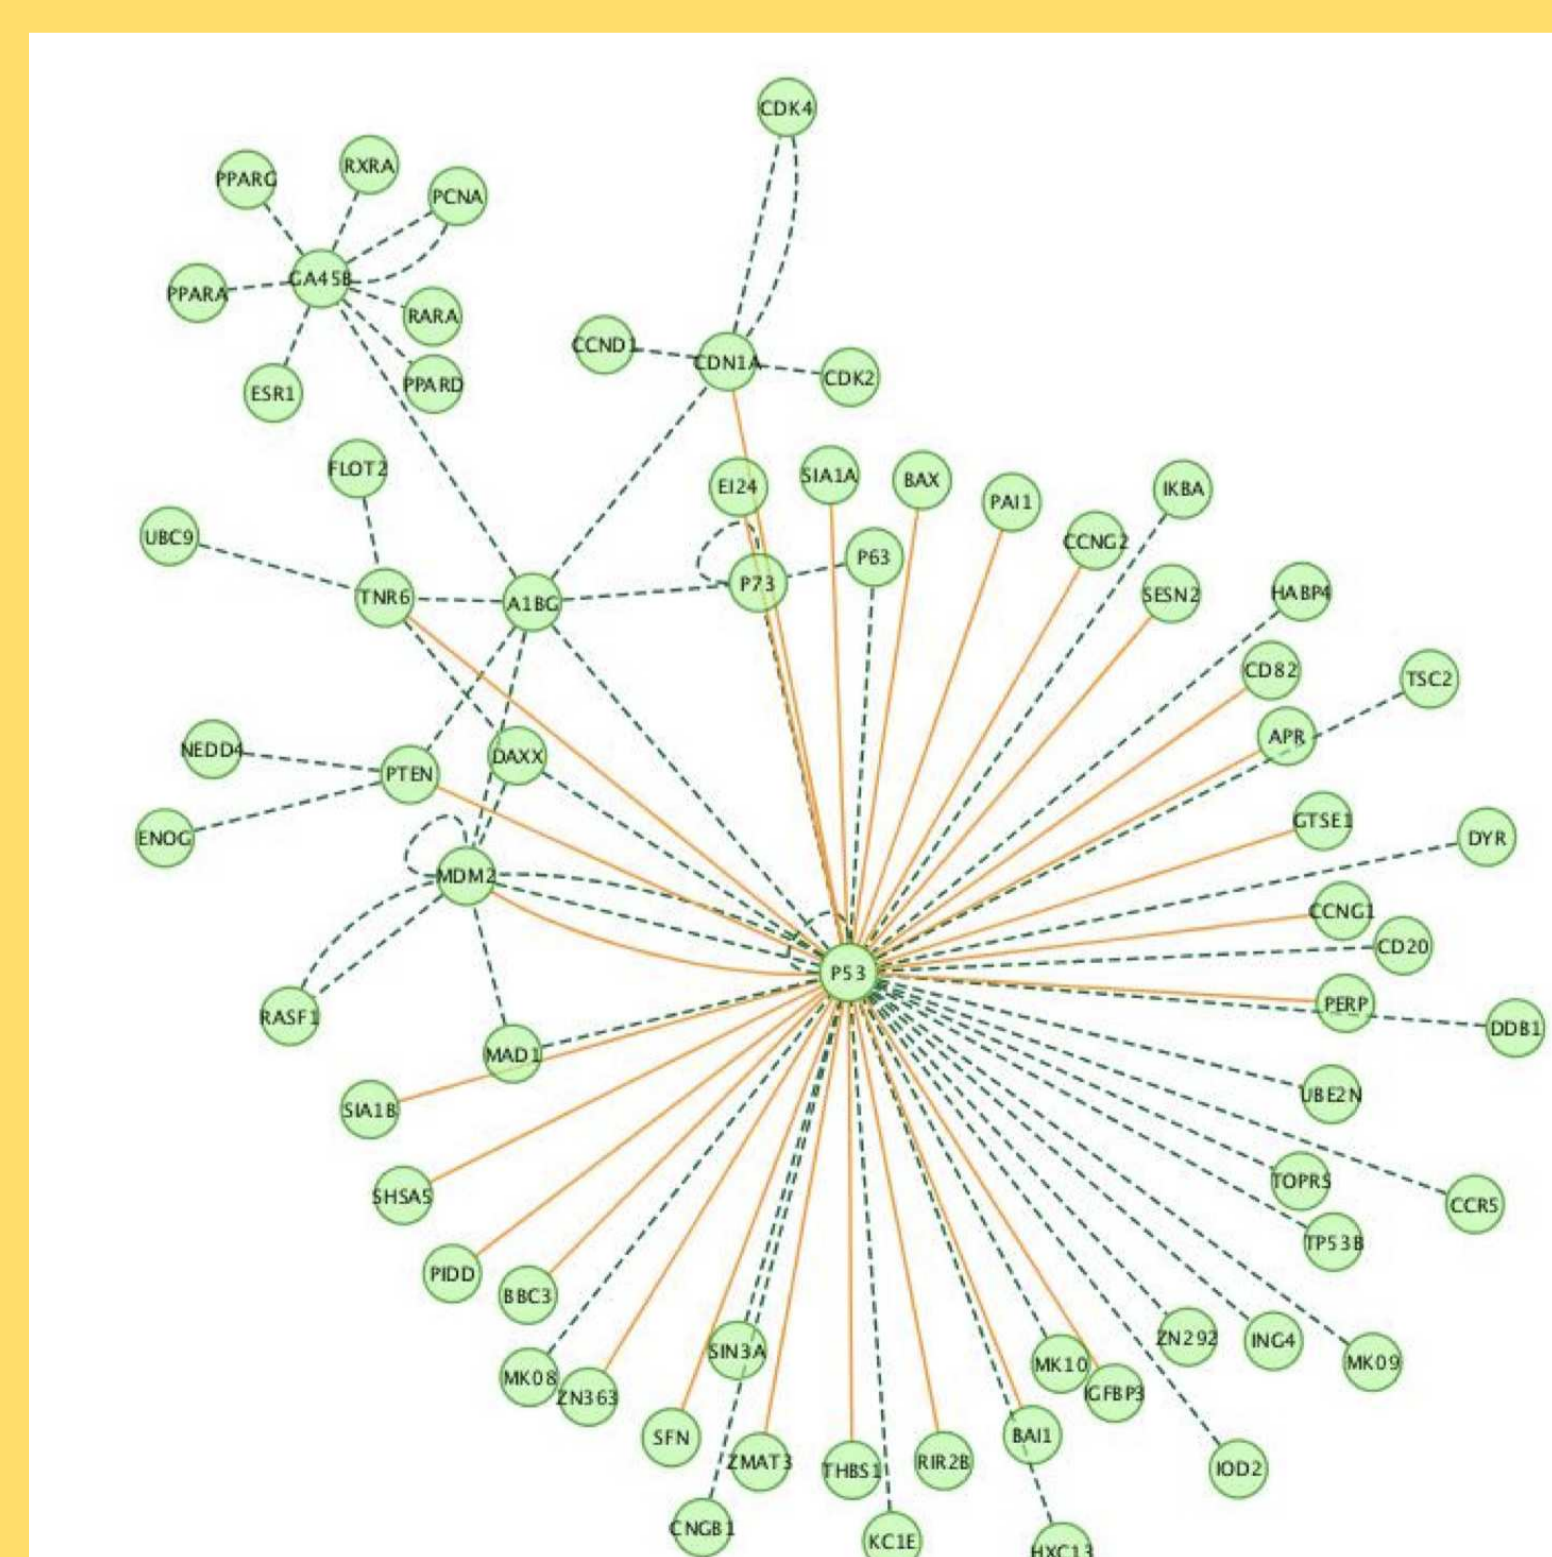 CDK4
RXRA
PPARG
PCNA
GA45B
PPARA
RARA
CCND1
CDN1A
CDK2
PPARD
ESR1
FLOT2
SIA1A
BAX
EI24
IKBA
PAI1
UBC9
CCNG2
P63
P73
SESN2
HABP4
TNR6
A1BG
CD82
TSC2
APR
NEDD4
DAXX
PTEN
GTSE1
ENOG
DYR
MDM2
CCNG1
CD20
P53
PERP
RASF1
DDB1
MAD1
UBE2N
SIA1B
TOPRS
SHSA5
CCR5
TP53B
PIDD
BBC3
ZN292
ING4
SIN3A
MK10
MK09
MK08
IGFBP3
ZN363
BAI1
SFN
ZMAT3
THBS1
RIR2B
IOD2
CNGB1
KC1E
HXC13